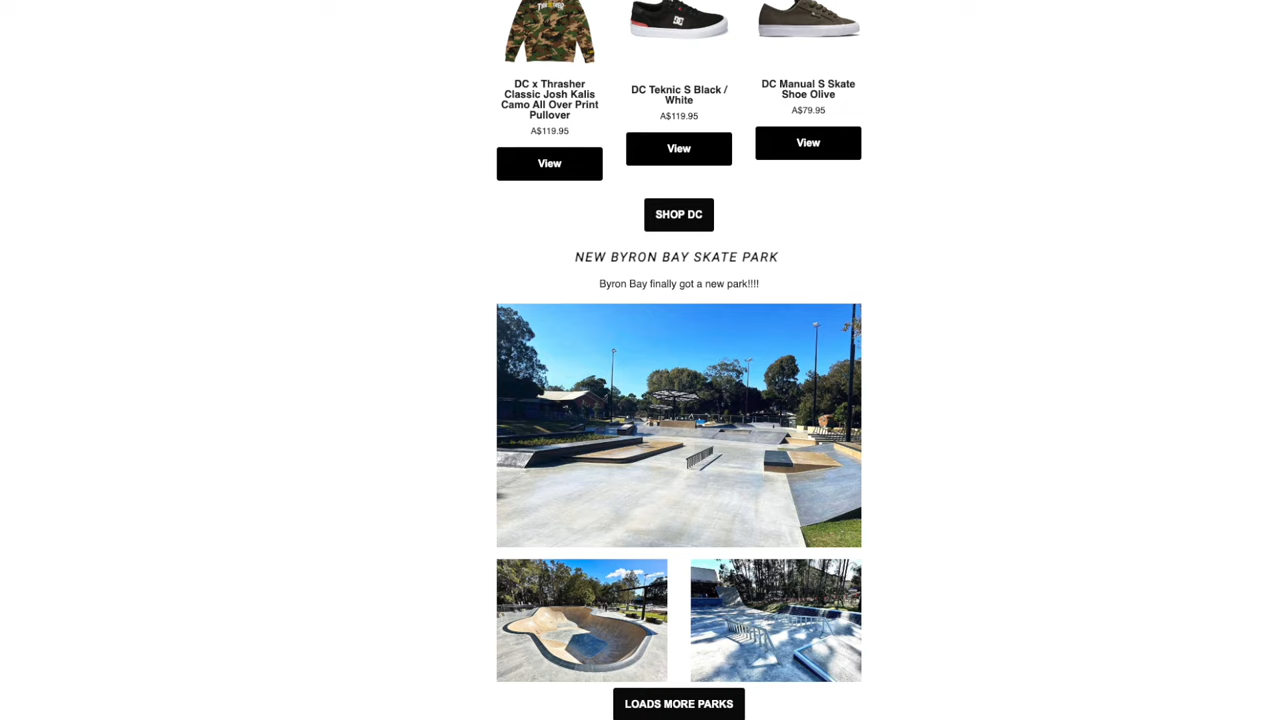 THRASHER
DC
DC x Thrasher
Classic Josh Kalis
Camo All Over Print
Pullover
A$119.95
View
DC Teknic S Black /
White
A$119.95
View
DC Manual S Skate
Shoe Olive
A$79.95
View
SHOP DC
NEW BYRON BAY SKATE PARK
Byron Bay finally got a new park!!!!
LOADS MORE PARKS